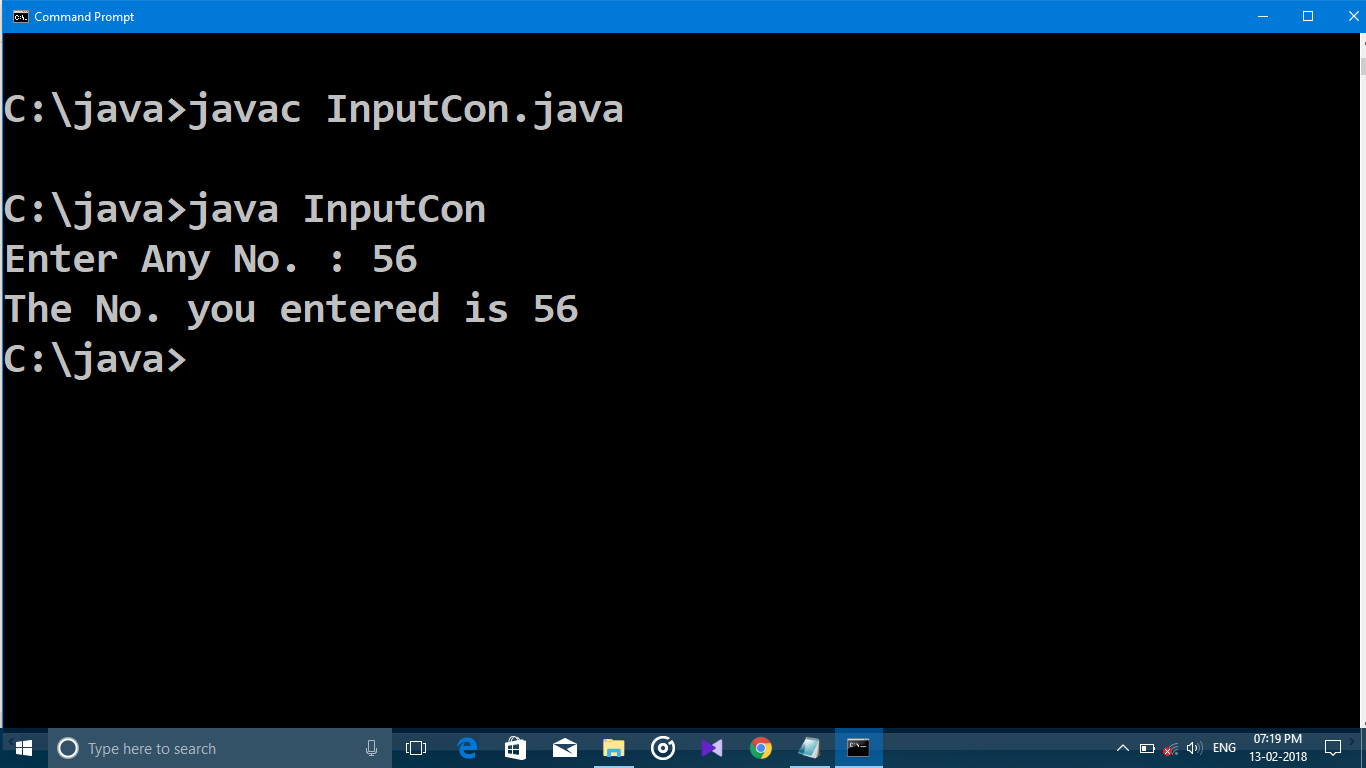 Command Prompt
C:\java>javac InputCon.java
C:\java>java InputCon
Enter Any No. : 56
The No. you entered is 56
C:\java>
Type here to search
ENG
07:19 PM
13-02-2018